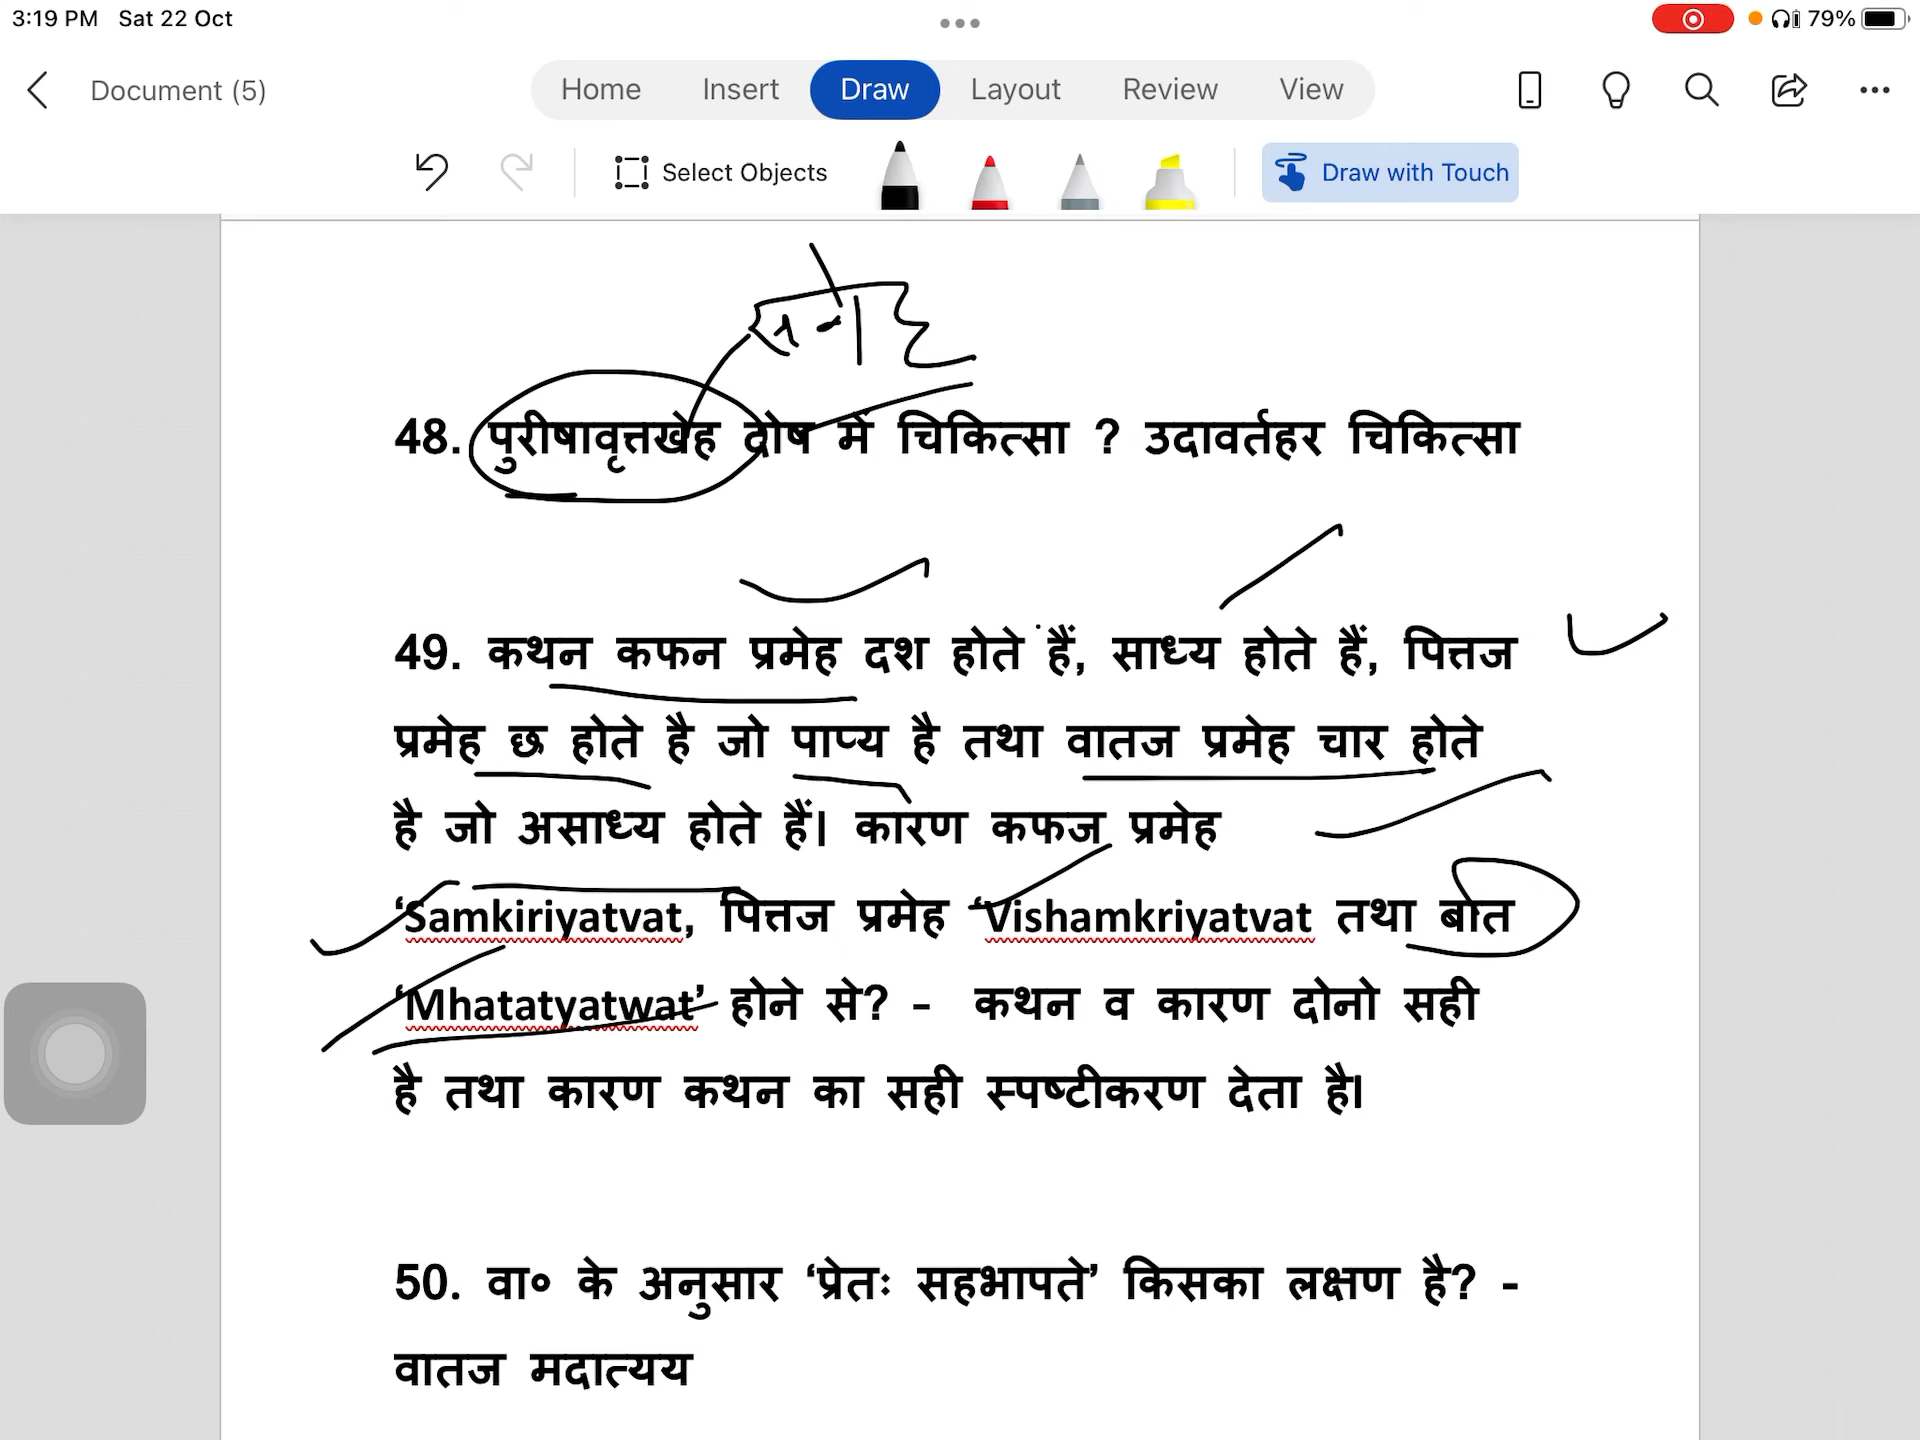 3:19 PM Sat 22 Oct
79%
Document (5)
Home Insert Draw Layout Review View
Select Objects
Draw with Touch
48. पुरीषावृत्तखेह दोष में चिकित्सा ? उदावर्तहर चिकित्सा
49. कथन कफन प्रमेह दश होते हैं, साध्य होते हैं, पित्तज
प्रमेह छ होते है जो पाप्य है तथा वातज प्रमेह चार होते
है जो असाध्य होते हैं। कारण कफज प्रमेह
‘Samkiriyatvat, पित्तज प्रमेह ‘Vishamkriyatvat तथा बोत
‘Mhatatyatwat’ होने से? - कथन व कारण दोनो सही
है तथा कारण कथन का सही स्पष्टीकरण देता है।
50. वा० के अनुसार ‘प्रेतः सहभापते’ किसका लक्षण है? -
वातज मदात्यय